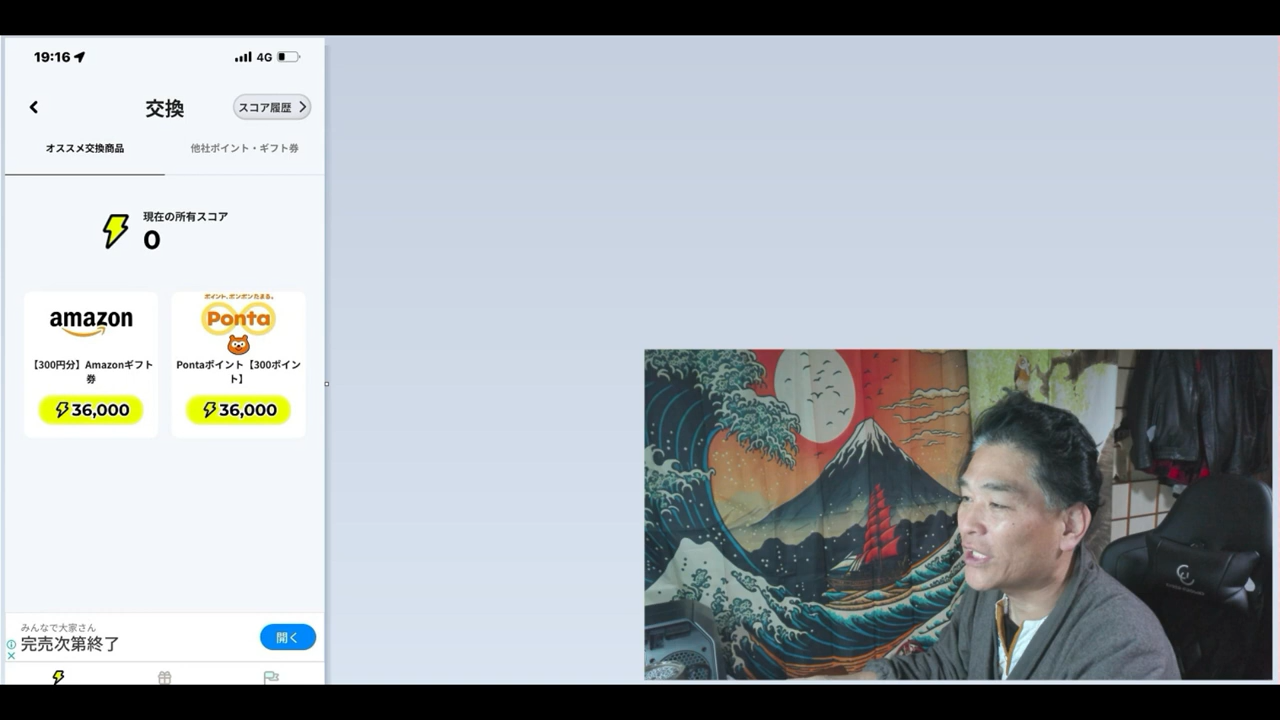 19:16
4G
交換
スコア履歴
オススメ交換商品
他社ポイント・ギフト券
現在の所有スコア
0
amazon
【300円分】Amazonギフト
券
36,000
ポイント、ポンポンたまる。
Ponta
Pontaポイント【300ポイン
ト】
36,000
みんなで大家さん
完売次第終了
開く